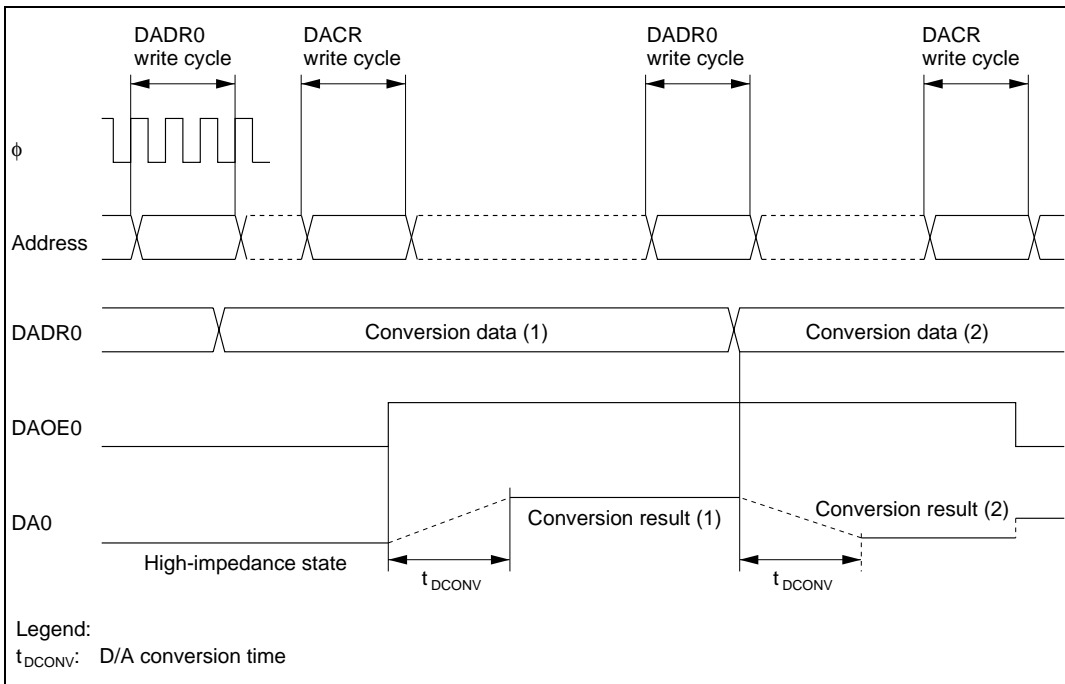 DADR0
write cycle
DACR
write cycle
DADR0
write cycle
DACR
write cycle
ϕ
Address
DADR0
Conversion data (1)
Conversion data (2)
DAOE0
DA0
Conversion result (1)
Conversion result (2)
High-impedance state
t DCONV
t DCONV
Legend:
tDCONV: D/A conversion time